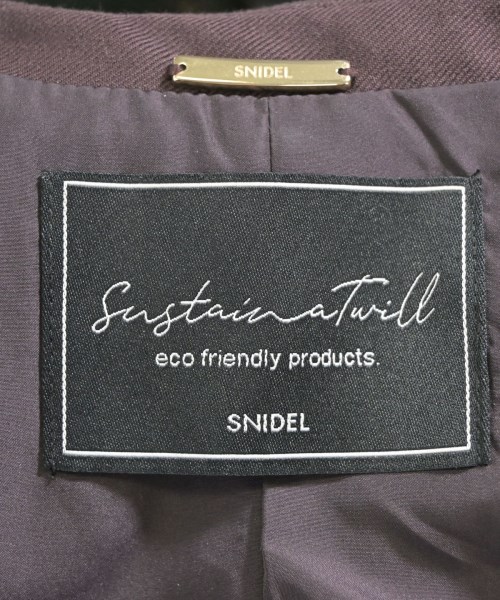 SNIDEL
SustainaTwill
eco friendly products.
SNIDEL